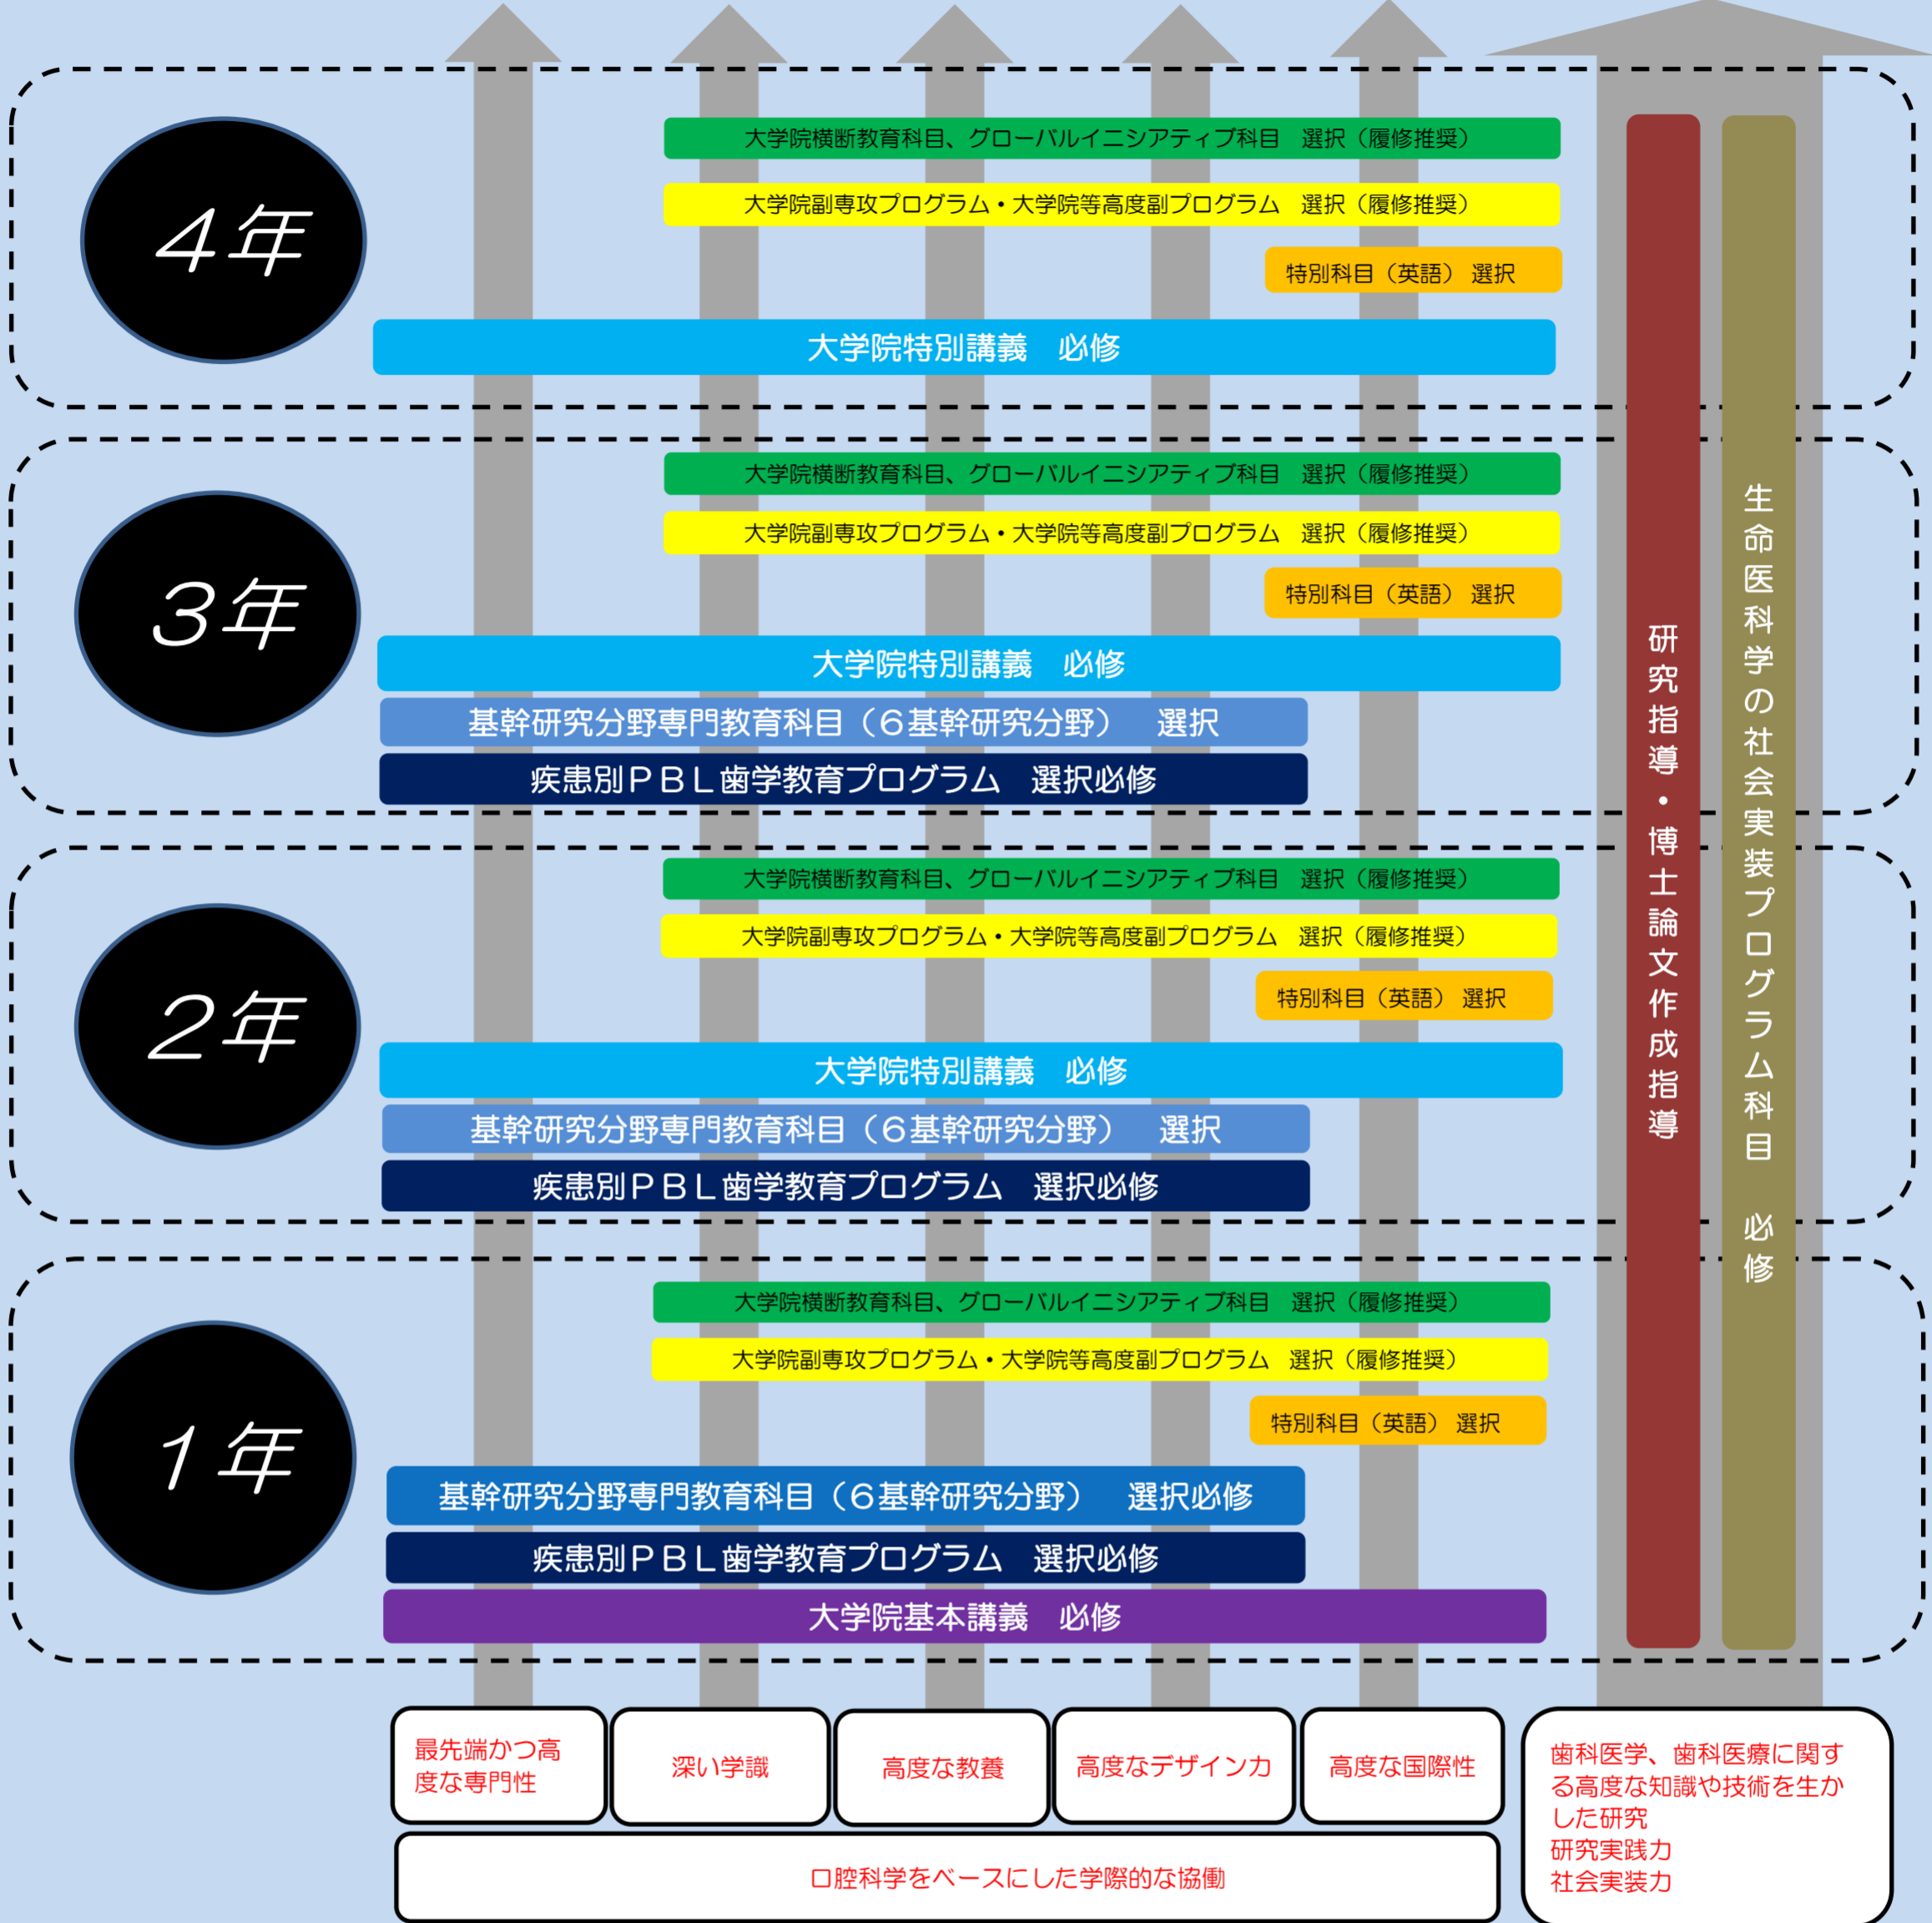 ４年
大学院横断教育科目、グローバルイニシアティブ科目　選択（履修推奨）
大学院副専攻プログラム・大学院等高度副プログラム　選択（履修推奨）
特別科目（英語） 選択
大学院特別講義　必修
３年
大学院横断教育科目、グローバルイニシアティブ科目　選択（履修推奨）
大学院副専攻プログラム・大学院等高度副プログラム　選択（履修推奨）
特別科目（英語） 選択
大学院特別講義　必修
基幹研究分野専門教育科目（６基幹研究分野）　選択
疾患別ＰＢＬ歯学教育プログラム　選択必修
２年
大学院横断教育科目、グローバルイニシアティブ科目　選択（履修推奨）
大学院副専攻プログラム・大学院等高度副プログラム　選択（履修推奨）
特別科目（英語） 選択
大学院特別講義　必修
基幹研究分野専門教育科目（６基幹研究分野）　選択
疾患別ＰＢＬ歯学教育プログラム　選択必修
１年
大学院横断教育科目、グローバルイニシアティブ科目　選択（履修推奨）
大学院副専攻プログラム・大学院等高度副プログラム　選択（履修推奨）
特別科目（英語） 選択
基幹研究分野専門教育科目（６基幹研究分野）　選択必修
疾患別ＰＢＬ歯学教育プログラム　選択必修
大学院基本講義　必修
研究指導・博士論文作成指導
生命医科学の社会実装プログラム科目　必修
最先端かつ高
度な専門性
深い学識
高度な教養
高度なデザイン力
高度な国際性
口腔科学をベースにした学際的な協働
歯科医学、歯科医療に関す
る高度な知識や技術を生か
した研究
研究実践力
社会実装力